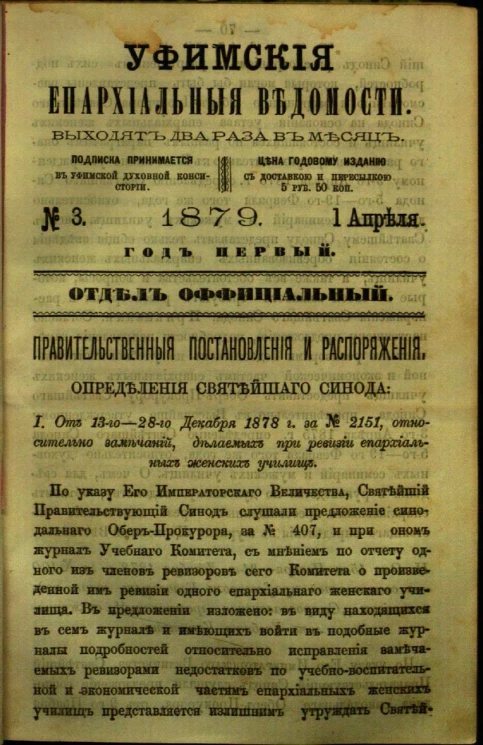 УФИМСКІЯ
ЕПАРХІАЛЬНЫЯ ВѢДОМОСТИ.
ВЫХОДЯТЪ ДВА РАЗА ВЪ МѢСЯЦЪ.
ПОДПИСКА ПРИНИМАЕТСЯ
ВЪ УФИМСКОЙ ДУХОВНОЙ КОНСИ-
СТОРІИ.
ЦѢНА ГОДОВОМУ ИЗДАНІЮ
СЪ ДОСТАВКОЮ И ПЕРЕСЫЛКОЮ
5 РУБ. 50 КОП.
№ 3. 1879. 1 Апрѣля.
ГОДЪ ПЕРВЫЙ.
ОТДѢЛЪ ОФФИЦІАЛЬНЫЙ.
ПРАВИТЕЛЬСТВЕННЫЯ ПОСТАНОВЛЕНІЯ И РАСПОРЯЖЕНІЯ.
ОПРЕДѢЛЕНІЯ СВЯТѢЙШАГО СИНОДА:
I. Отъ 13-го—28-го Декабря 1878 г. за № 2151, отно-
сительно замѣчаній, дѣлаемыхъ при ревизіи епархіаль-
ныхъ женскихъ училищъ.
По указу Его Императорскаго Величества, Святѣйшій
Правительствующій Синодъ слушали предложеніе сино-
дальнаго Оберъ-Прокурора, за № 407, и при ономъ
журналъ Учебнаго Комитета, съ мнѣніемъ по отчету од-
ного изъ членовъ ревизоровъ сего Комитета о произве-
денной имъ ревизіи одного епархіальнаго женскаго учи-
лища. Въ предложеніи изложено: въ виду находящихся
въ семъ журналѣ и имѣющихъ войти въ подобные жур-
налы подробностей относительно исправленія замѣча-
емыхъ ревизорами недостатковъ по учебно-воспитатель-
ной и экономической частямъ епархіальныхъ женскихъ
училищъ представляется излишнимъ утруждать Святѣй-